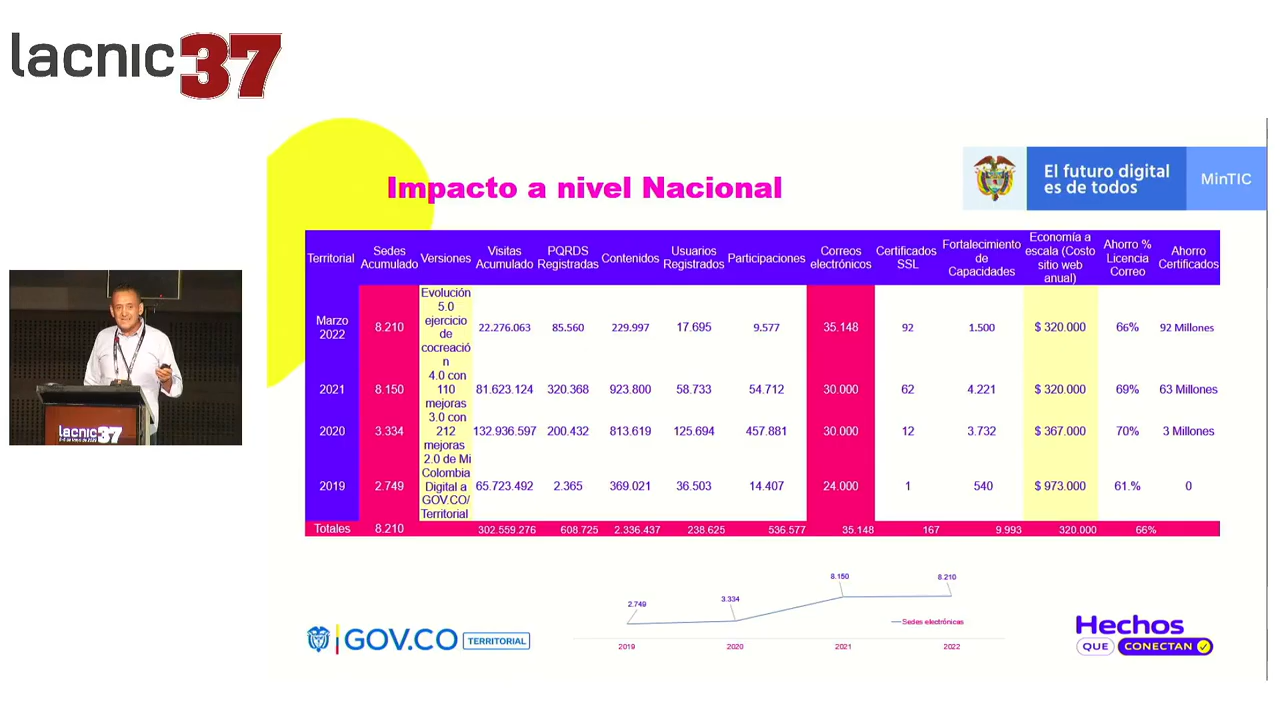 lacnic37
Impacto a nivel Nacional
El futuro digital
es de todos
MinTIC
Territorial
Sedes
Acumulado
Versiones
Visitas
Acumulado
PQRDS
Registradas
Contenidos
Usuarios
Registrados
Participaciones
Correos
electrónicos
Certificados
SSL
Fortalecimiento
de
Capacidades
Economía a
escala (Costo
sitio web
anual)
Ahorro %
Licencia
Correo
Ahorro
Certificados
Marzo
2022
8.210
Evolución
5.0
ejercicio
de
cocreació
n
22.276.063
85.560
229.997
17.695
9.577
35.148
92
1.500
$ 320.000
66%
92 Millones
2021
8.150
4.0 con
110
mejoras
81.623.124
320.368
923.800
58.733
54.712
30.000
62
4.221
$ 320.000
69%
63 Millones
2020
3.334
3.0 con
212
mejoras
132.936.597
200.432
813.619
125.694
457.881
30.000
12
3.732
$ 367.000
70%
3 Millones
2019
2.749
2.0 de Mi
Colombia
Digital a
GOV.CO/
Territorial
65.723.492
2.365
369.021
36.503
14.407
24.000
1
540
$ 973.000
61.%
0
Totales
8.210
302.559.276
608.725
2.336.437
238.625
536.577
35.148
167
9.993
320.000
66%
lacnic37
2.749
3.334
8.150
8.210
Sedes electrónicas
2019
2020
2021
2022
GOV.CO
TERRITORIAL
Hechos
QUE CONECTAN